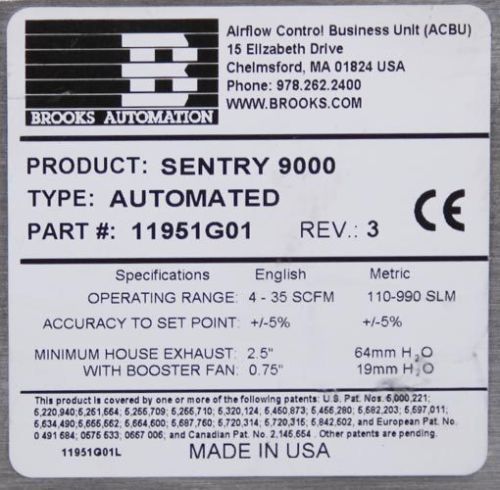 Airflow Control Business Unit (ACBU)
15 Elizabeth Drive
Chelmsford, MA 01824 USA
Phone: 978.262.2400
WWW.BROOKS.COM
B
BROOKS AUTOMATION
PRODUCT: SENTRY 9000
TYPE: AUTOMATED
PART #: 11951G01 REV.: 3
CE
Specifications English Metric
OPERATING RANGE: 4 - 35 SCFM 110-990 SLM
ACCURACY TO SET POINT: +/-5% +/-5%
MINIMUM HOUSE EXHAUST: 2.5" 64mm H2O
WITH BOOSTER FAN: 0.75" 19mm H2O
This product is covered by one or more of the following patents: U.S. Pat. Nos. 6,000,221;
5,220,940;5,251,564; 5,255,709; 5,255,710; 5,320,124; 5,450,873; 5,456,280; 5,582,203; 5,597,011;
5,634,490;5,655,562; 5,664,600; 5,687,760; 5,720,314; 5,720,315; 5,842,502; and European Pat. No
0 491 684; 0575 533; 0667 006; and Canadian Pat. No. 2,145,554 . Other patents are pending.
11951G01L MADE IN USA